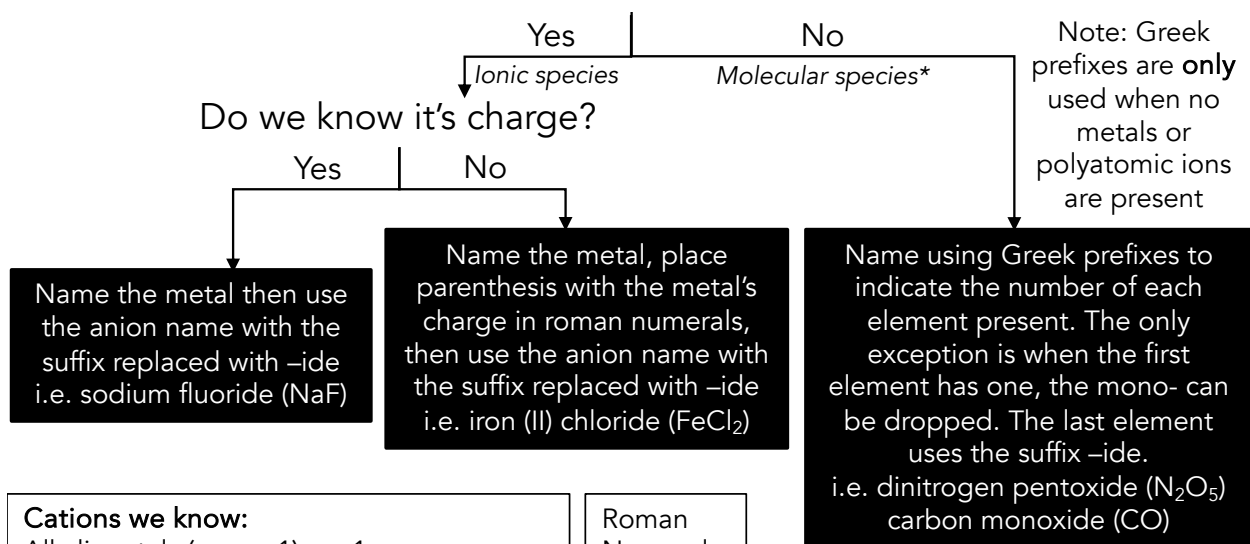 Yes
No
Note: Greek
prefixes are only
used when no
metals or
polyatomic ions
are present
Ionic species
Molecular species*
Do we know it's charge?
Yes
No
Name the metal then use
the anion name with the
suffix replaced with –ide
i.e. sodium fluoride (NaF)
Name the metal, place
parenthesis with the metal's
charge in roman numerals,
then use the anion name with
the suffix replaced with –ide
i.e. iron (II) chloride (FeCl₂)
Name using Greek prefixes to
indicate the number of each
element present. The only
exception is when the first
element has one, the mono- can
be dropped. The last element
uses the suffix –ide.
i.e. dinitrogen pentoxide (N₂O₅)
carbon monoxide (CO)
Cations we know:
Roman